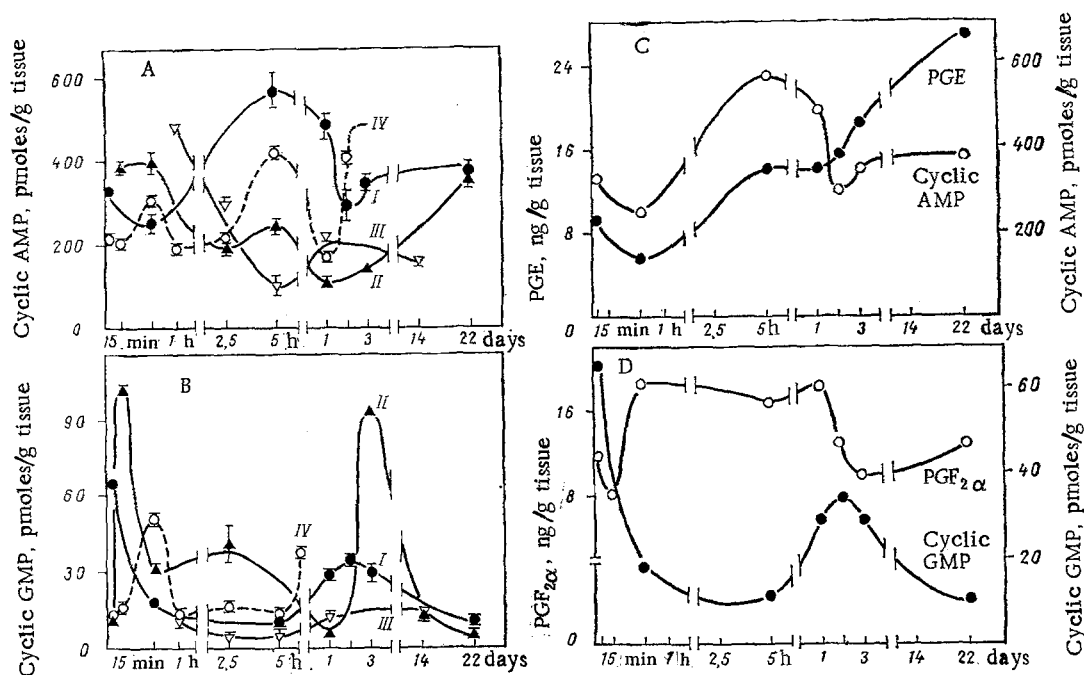 Cyclic AMP, pmoles/g tissue
A
600
400
200
0
IV
I
III
II
15 min 1 h 2,5 5 h 1 3 14 22 days
PGE, ng/g tissue
C
24
16
8
0
PGE
Cyclic
AMP
600
400
200
Cyclic AMP, pmoles/g tissue
15 min 1 h 2,5 5 h 1 3 14 22
Cyclic GMP, pmoles/g tissue
B
90
60
30
0
II
IV
I
III
15 min 1 h 2,5 5 h 1 3 14 22 days
PGF2α, ng/g tissue
D
16
8
0
PGF2α
Cyclic
GMP
60
40
20
Cyclic GMP, pmoles/g tissue
15 min 1 h 2,5 5 h 1 3 14 22 days